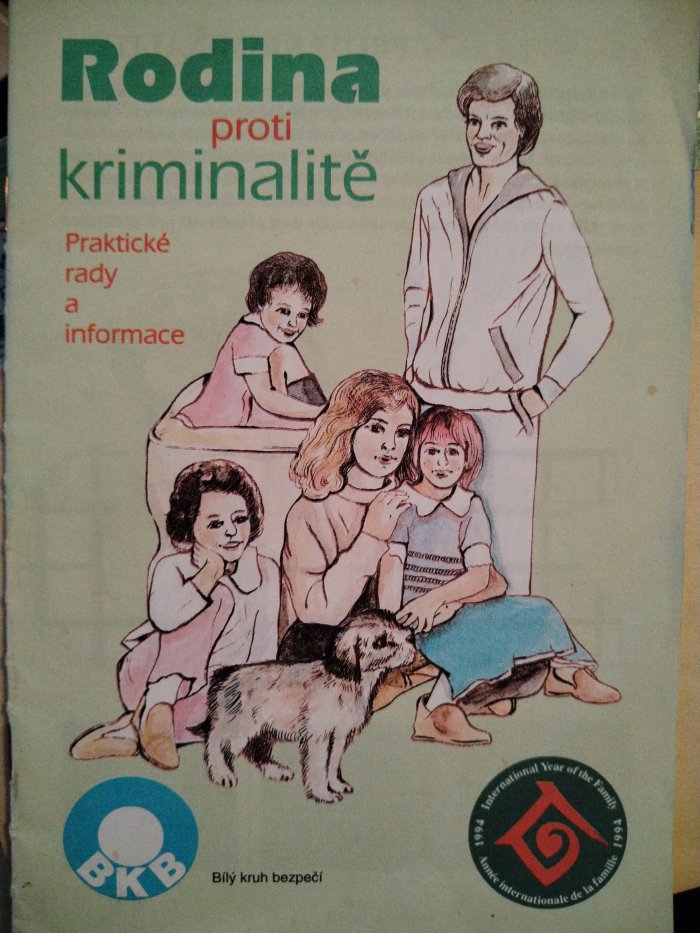 Rodina
proti
kriminalitě
Praktické
rady
a
informace
BKB
Bílý kruh bezpečí
1994 International Year of the Family 1994
Année internationale de la famille